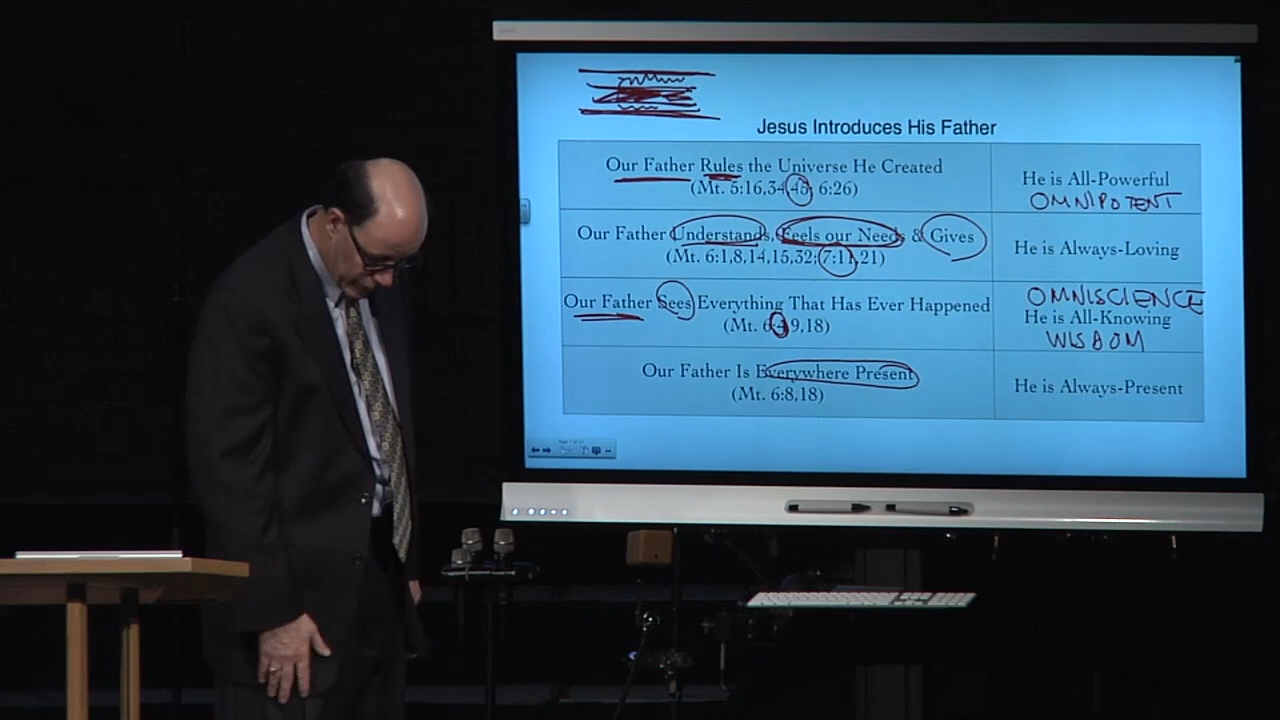 Jesus Introduces His Father
Our Father Rules the Universe He Created
(Mt. 5:16,34,45, 6:26)
He is All-Powerful
OMNIPOTENT
Our Father Understands, Feels our Needs & Gives
(Mt. 6:1,8,14,15,32; 7:11,21)
He is Always-Loving
Our Father Sees Everything That Has Ever Happened
(Mt. 6:4,9,18)
OMNISCIENCE
He is All-Knowing
WISDOM
Our Father Is Everywhere Present
(Mt. 6:8,18)
He is Always-Present